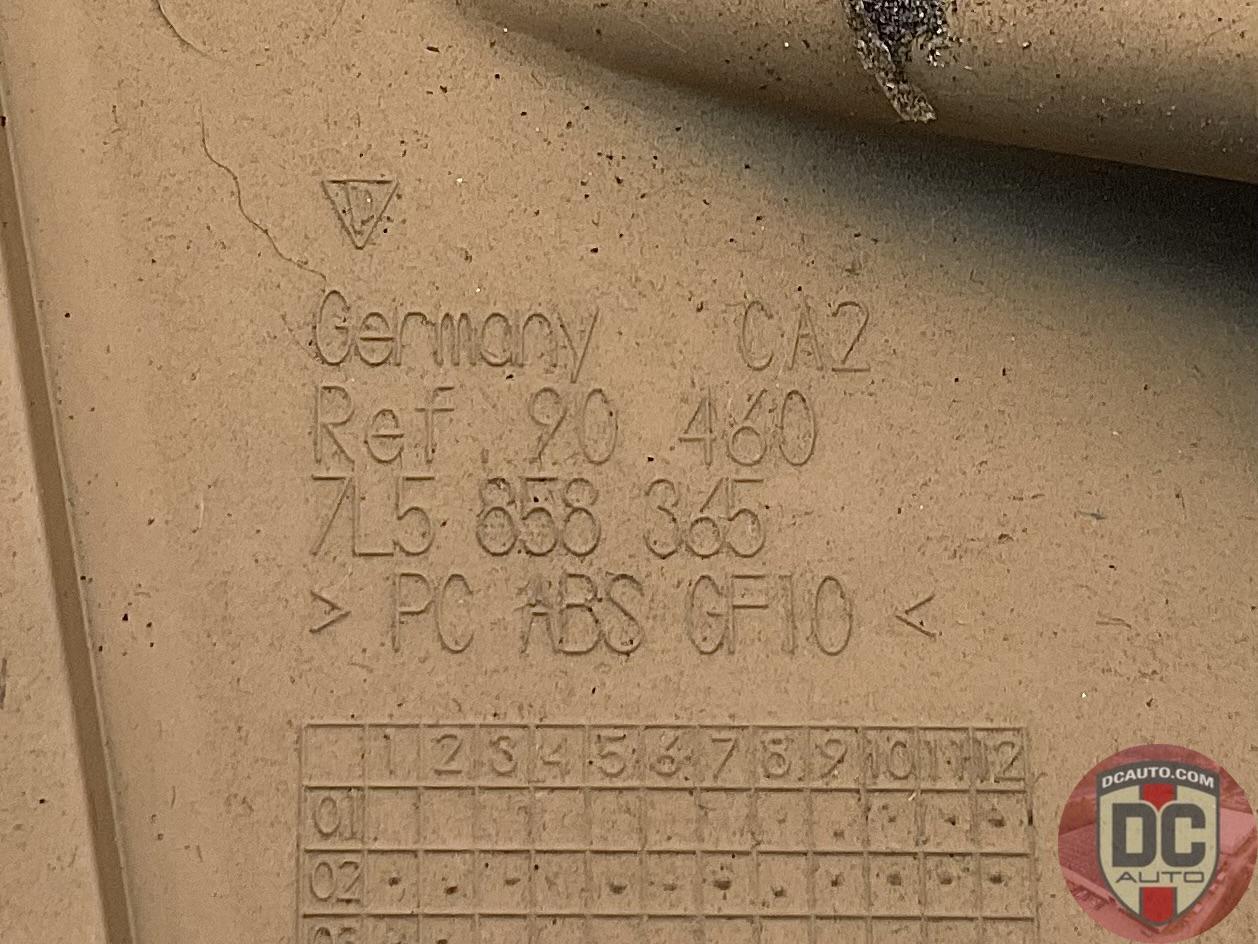 D
Germany CA2
Ref. 90 460
7L5 858 365
> PC ABS GF10 <
1 2 3 4 5 6 7 8 9 10 11 12
01
02
03
DCAUTO.COM
DC
AUTO